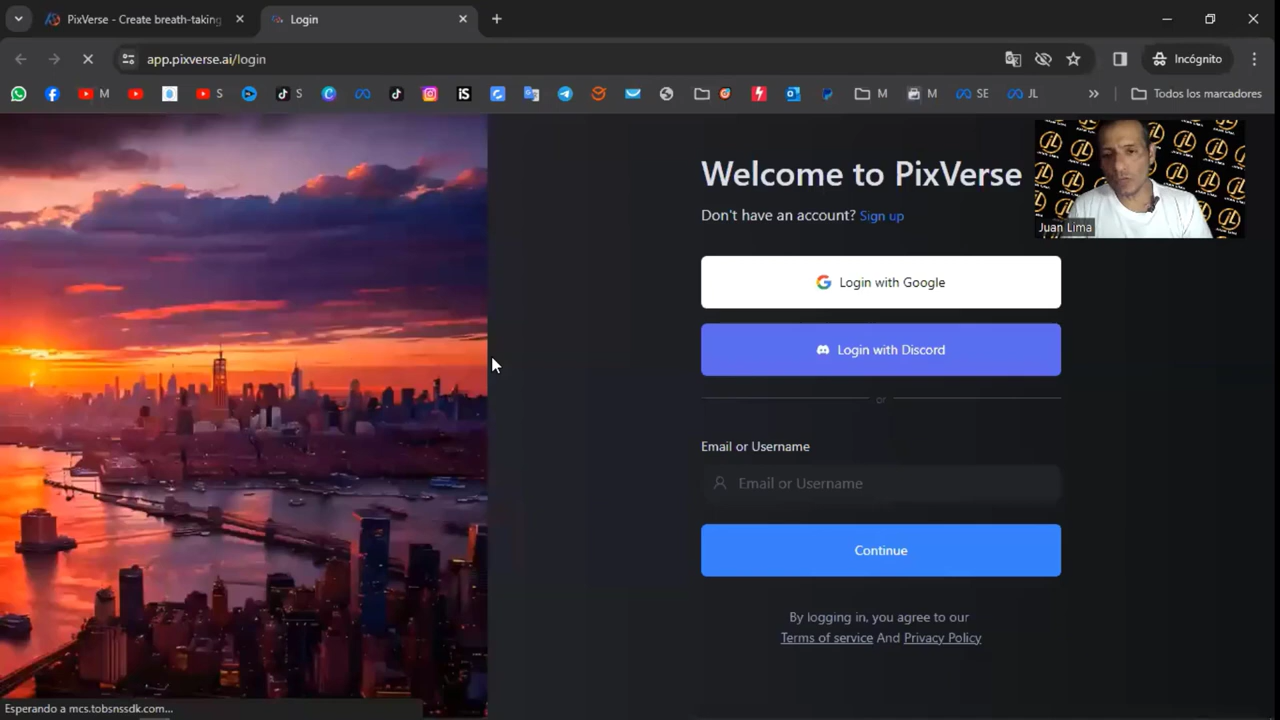 PixVerse - Create breath-taking
Login
app.pixverse.ai/login
Incógnito
M
S
S
M
M
SE
JL
Todos los marcadores
Welcome to PixVerse
Don't have an account? Sign up
Juan Lima
Login with Google
Login with Discord
or
Email or Username
Email or Username
Continue
By logging in, you agree to our
Terms of service And Privacy Policy
Esperando a mcs.tobsnssdk.com...